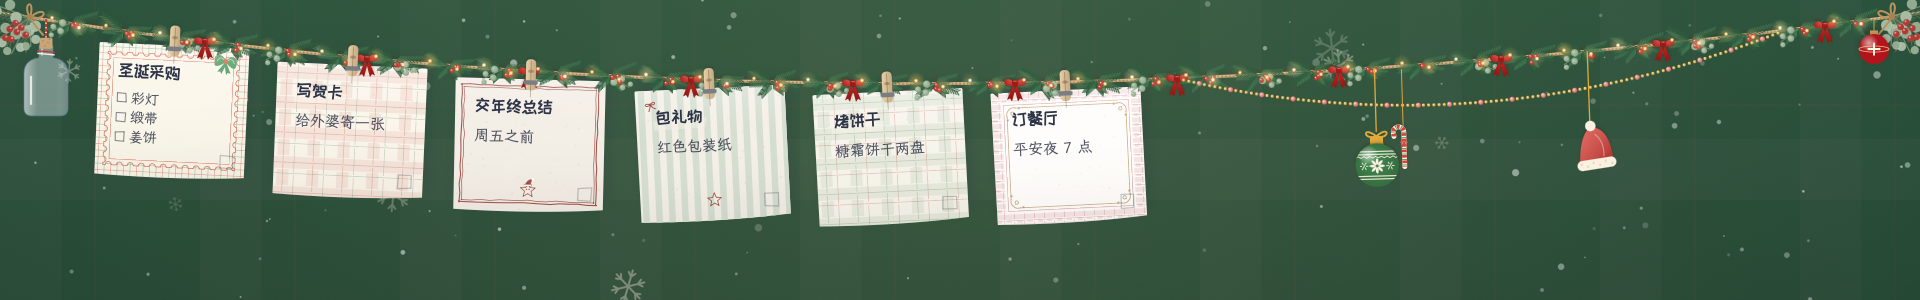 圣诞采购
彩灯
缎带
姜饼
写贺卡
给外婆寄一张
交年终总结
周五之前
包礼物
红色包装纸
烤饼干
糖霜饼干两盘
订餐厅
平安夜 7 点